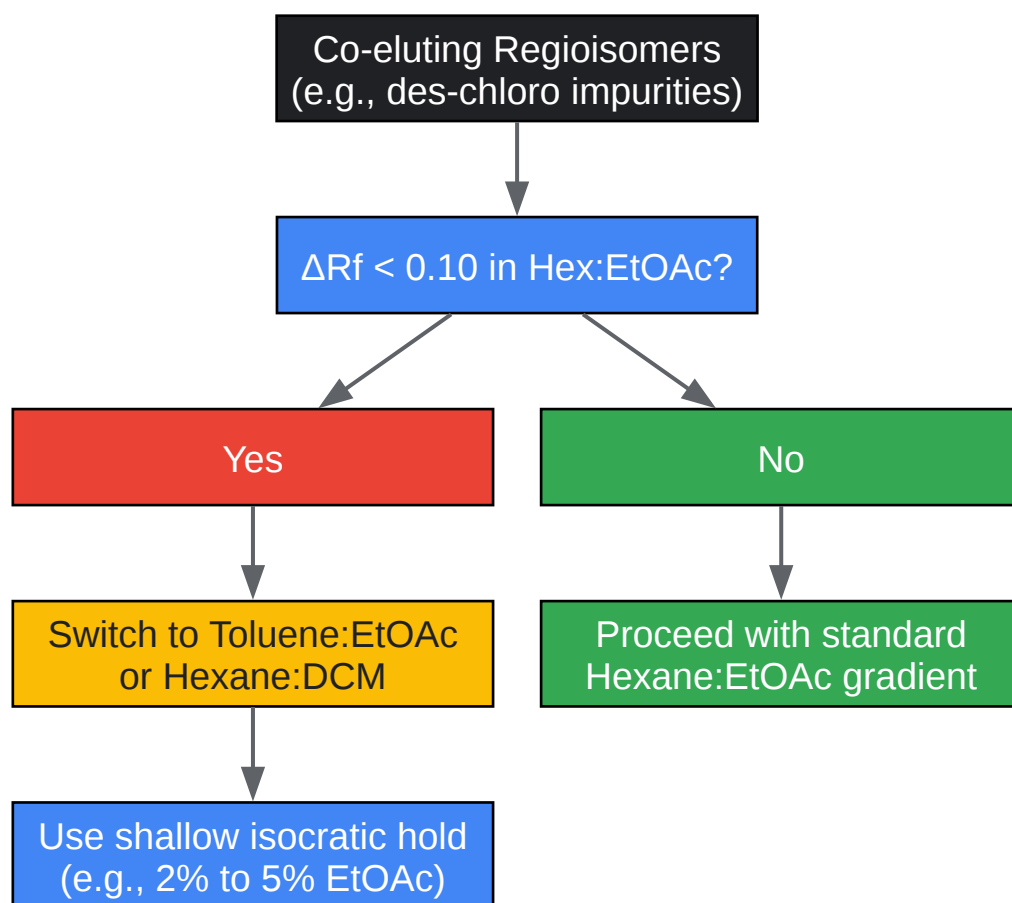 Co-eluting Regioisomers
(e.g., des-chloro impurities)
ΔRf < 0.10 in Hex:EtOAc?
Yes
No
Switch to Toluene:EtOAc
or Hexane:DCM
Proceed with standard
Hexane:EtOAc gradient
Use shallow isocratic hold
(e.g., 2% to 5% EtOAc)